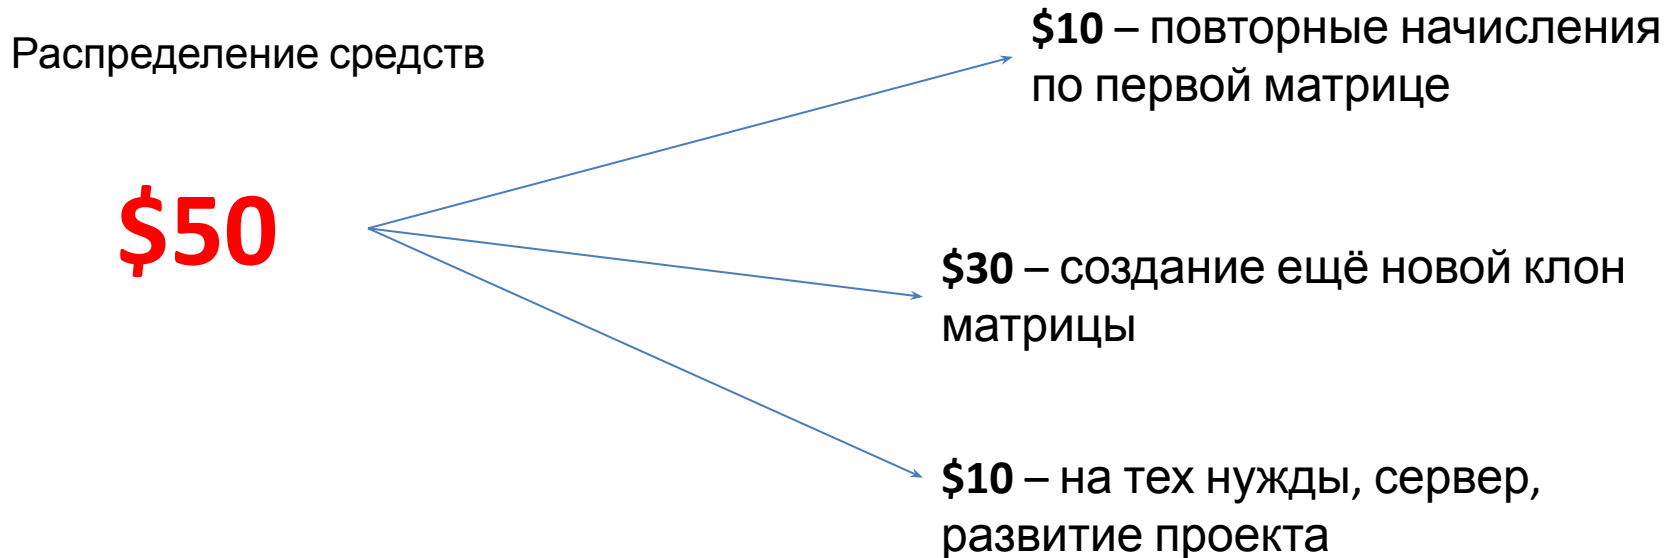 Распределение средств
$50
$10 – повторные начисления
по первой матрице
$30 – создание ещё новой клон
матрицы
$10 – на тех нужды, сервер,
развитие проекта